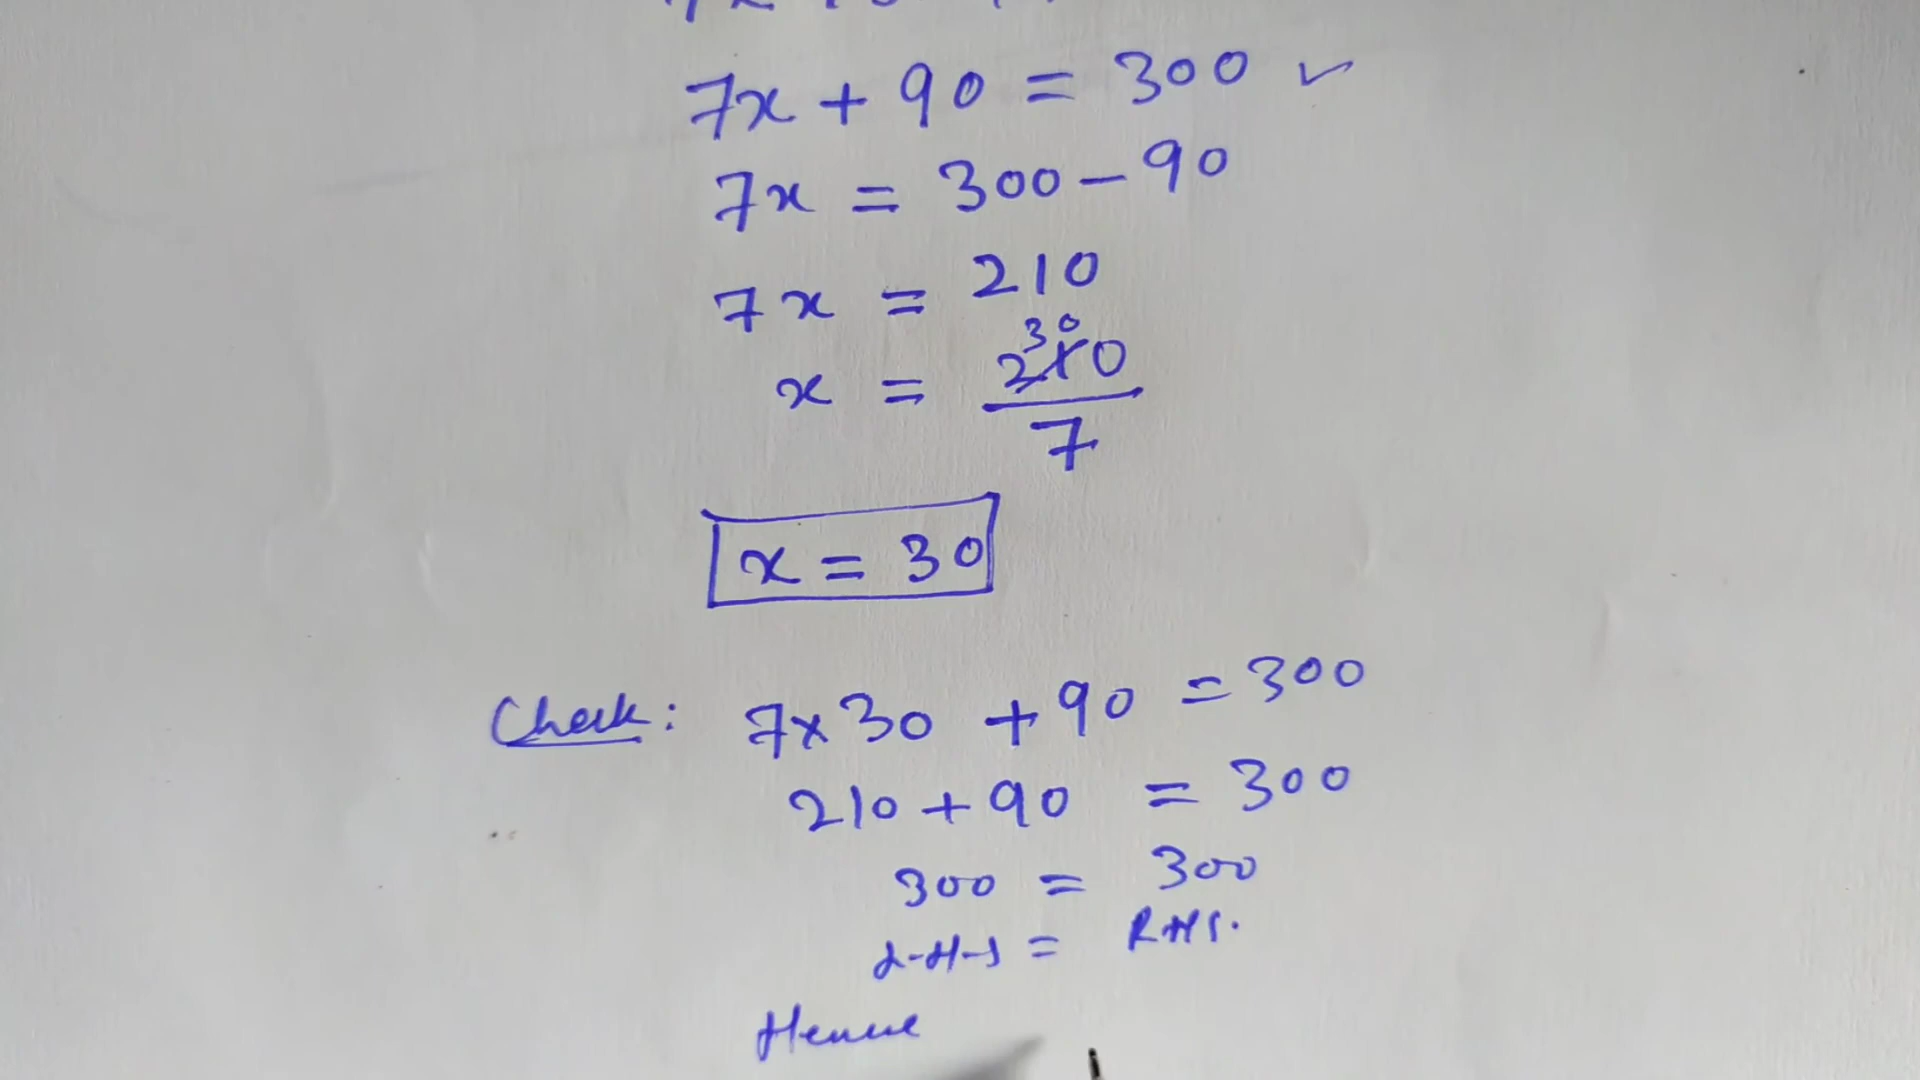 7x + 90 = 300 ✓
7x = 300 - 90
7x = 210
30
x = 210/7
x = 30
Check: 7x30 + 90 = 300
210 + 90 = 300
300 = 300
L-H-S = R.H.S.
Hence